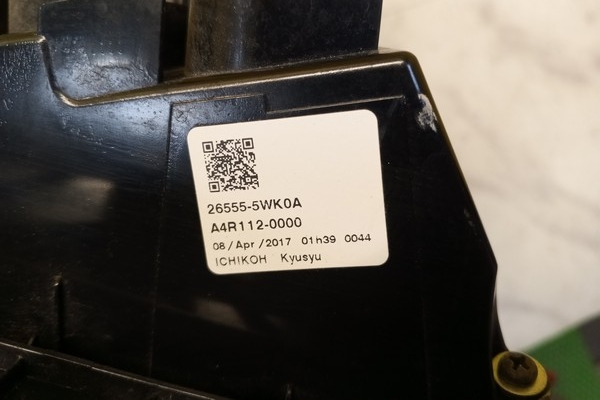 26555-5WK0A
A4R112-0000
08/Apr/2017 01h39 0044
ICHIKOH Kyusyu